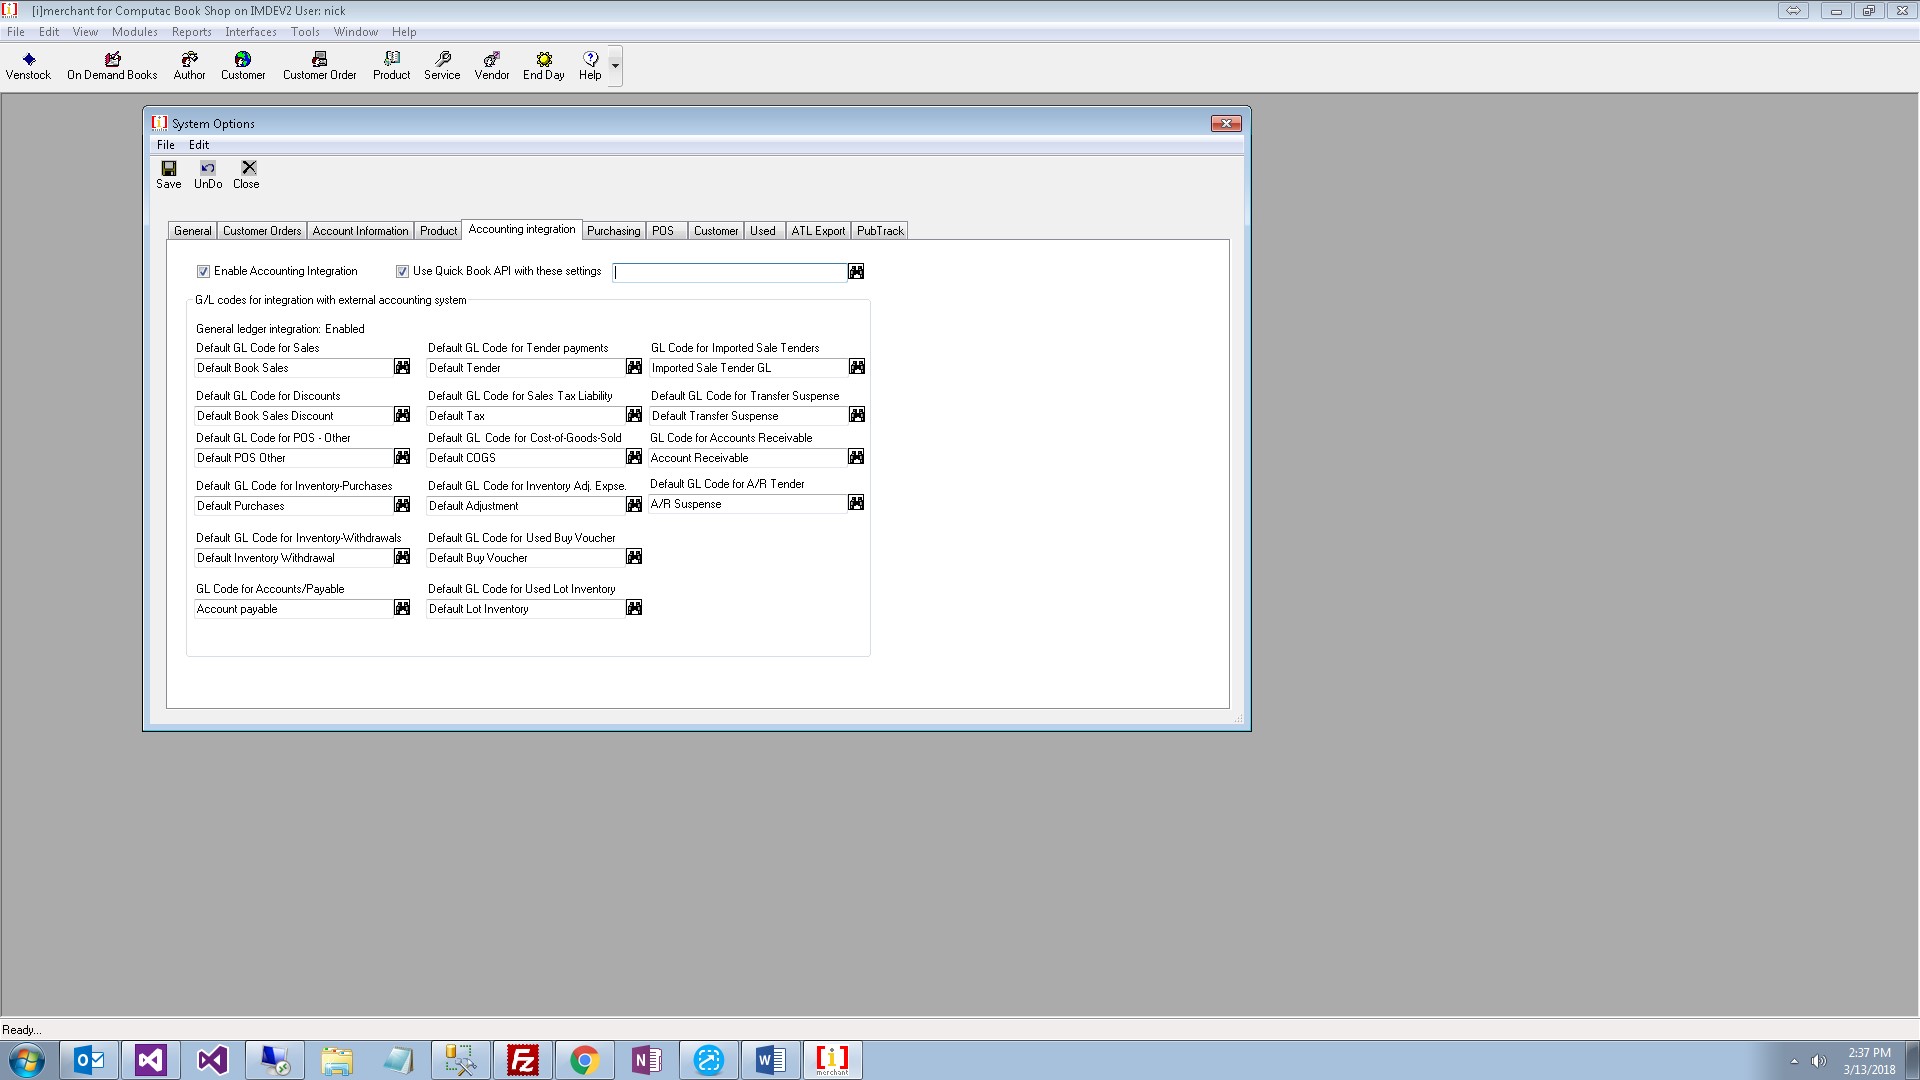 [i]merchant for Computac Book Shop on IMDEV2 User: nick
File Edit View Modules Reports Interfaces Tools Window Help
Venstock On Demand Books Author Customer Customer Order Product Service Vendor End Day Help
System Options
File Edit
Save UnDo Close
General Customer Orders Account Information Product Accounting integration Purchasing POS Customer Used ATL Export PubTrack
Enable Accounting Integration Use Quick Book API with these settings
G/L codes for integration with external accounting system
General ledger integration: Enabled
Default GL Code for Sales Default GL Code for Tender payments GL Code for Imported Sale Tenders
Default Book Sales Default Tender Imported Sale Tender GL
Default GL Code for Discounts Default GL Code for Sales Tax Liability Default GL Code for Transfer Suspense
Default Book Sales Discount Default Tax Default Transfer Suspense
Default GL Code for POS - Other Default GL Code for Cost-of-Goods-Sold GL Code for Accounts Receivable
Default POS Other Default COGS Account Receivable
Default GL Code for Inventory-Purchases Default GL Code for Inventory Adj. Expse. Default GL Code for A/R Tender
Default Purchases Default Adjustment A/R Suspense
Default GL Code for Inventory-Withdrawals Default GL Code for Used Buy Voucher
Default Inventory Withdrawal Default Buy Voucher
GL Code for Accounts/Payable Default GL Code for Used Lot Inventory
Account payable Default Lot Inventory
Ready...
2:37 PM
3/13/2018